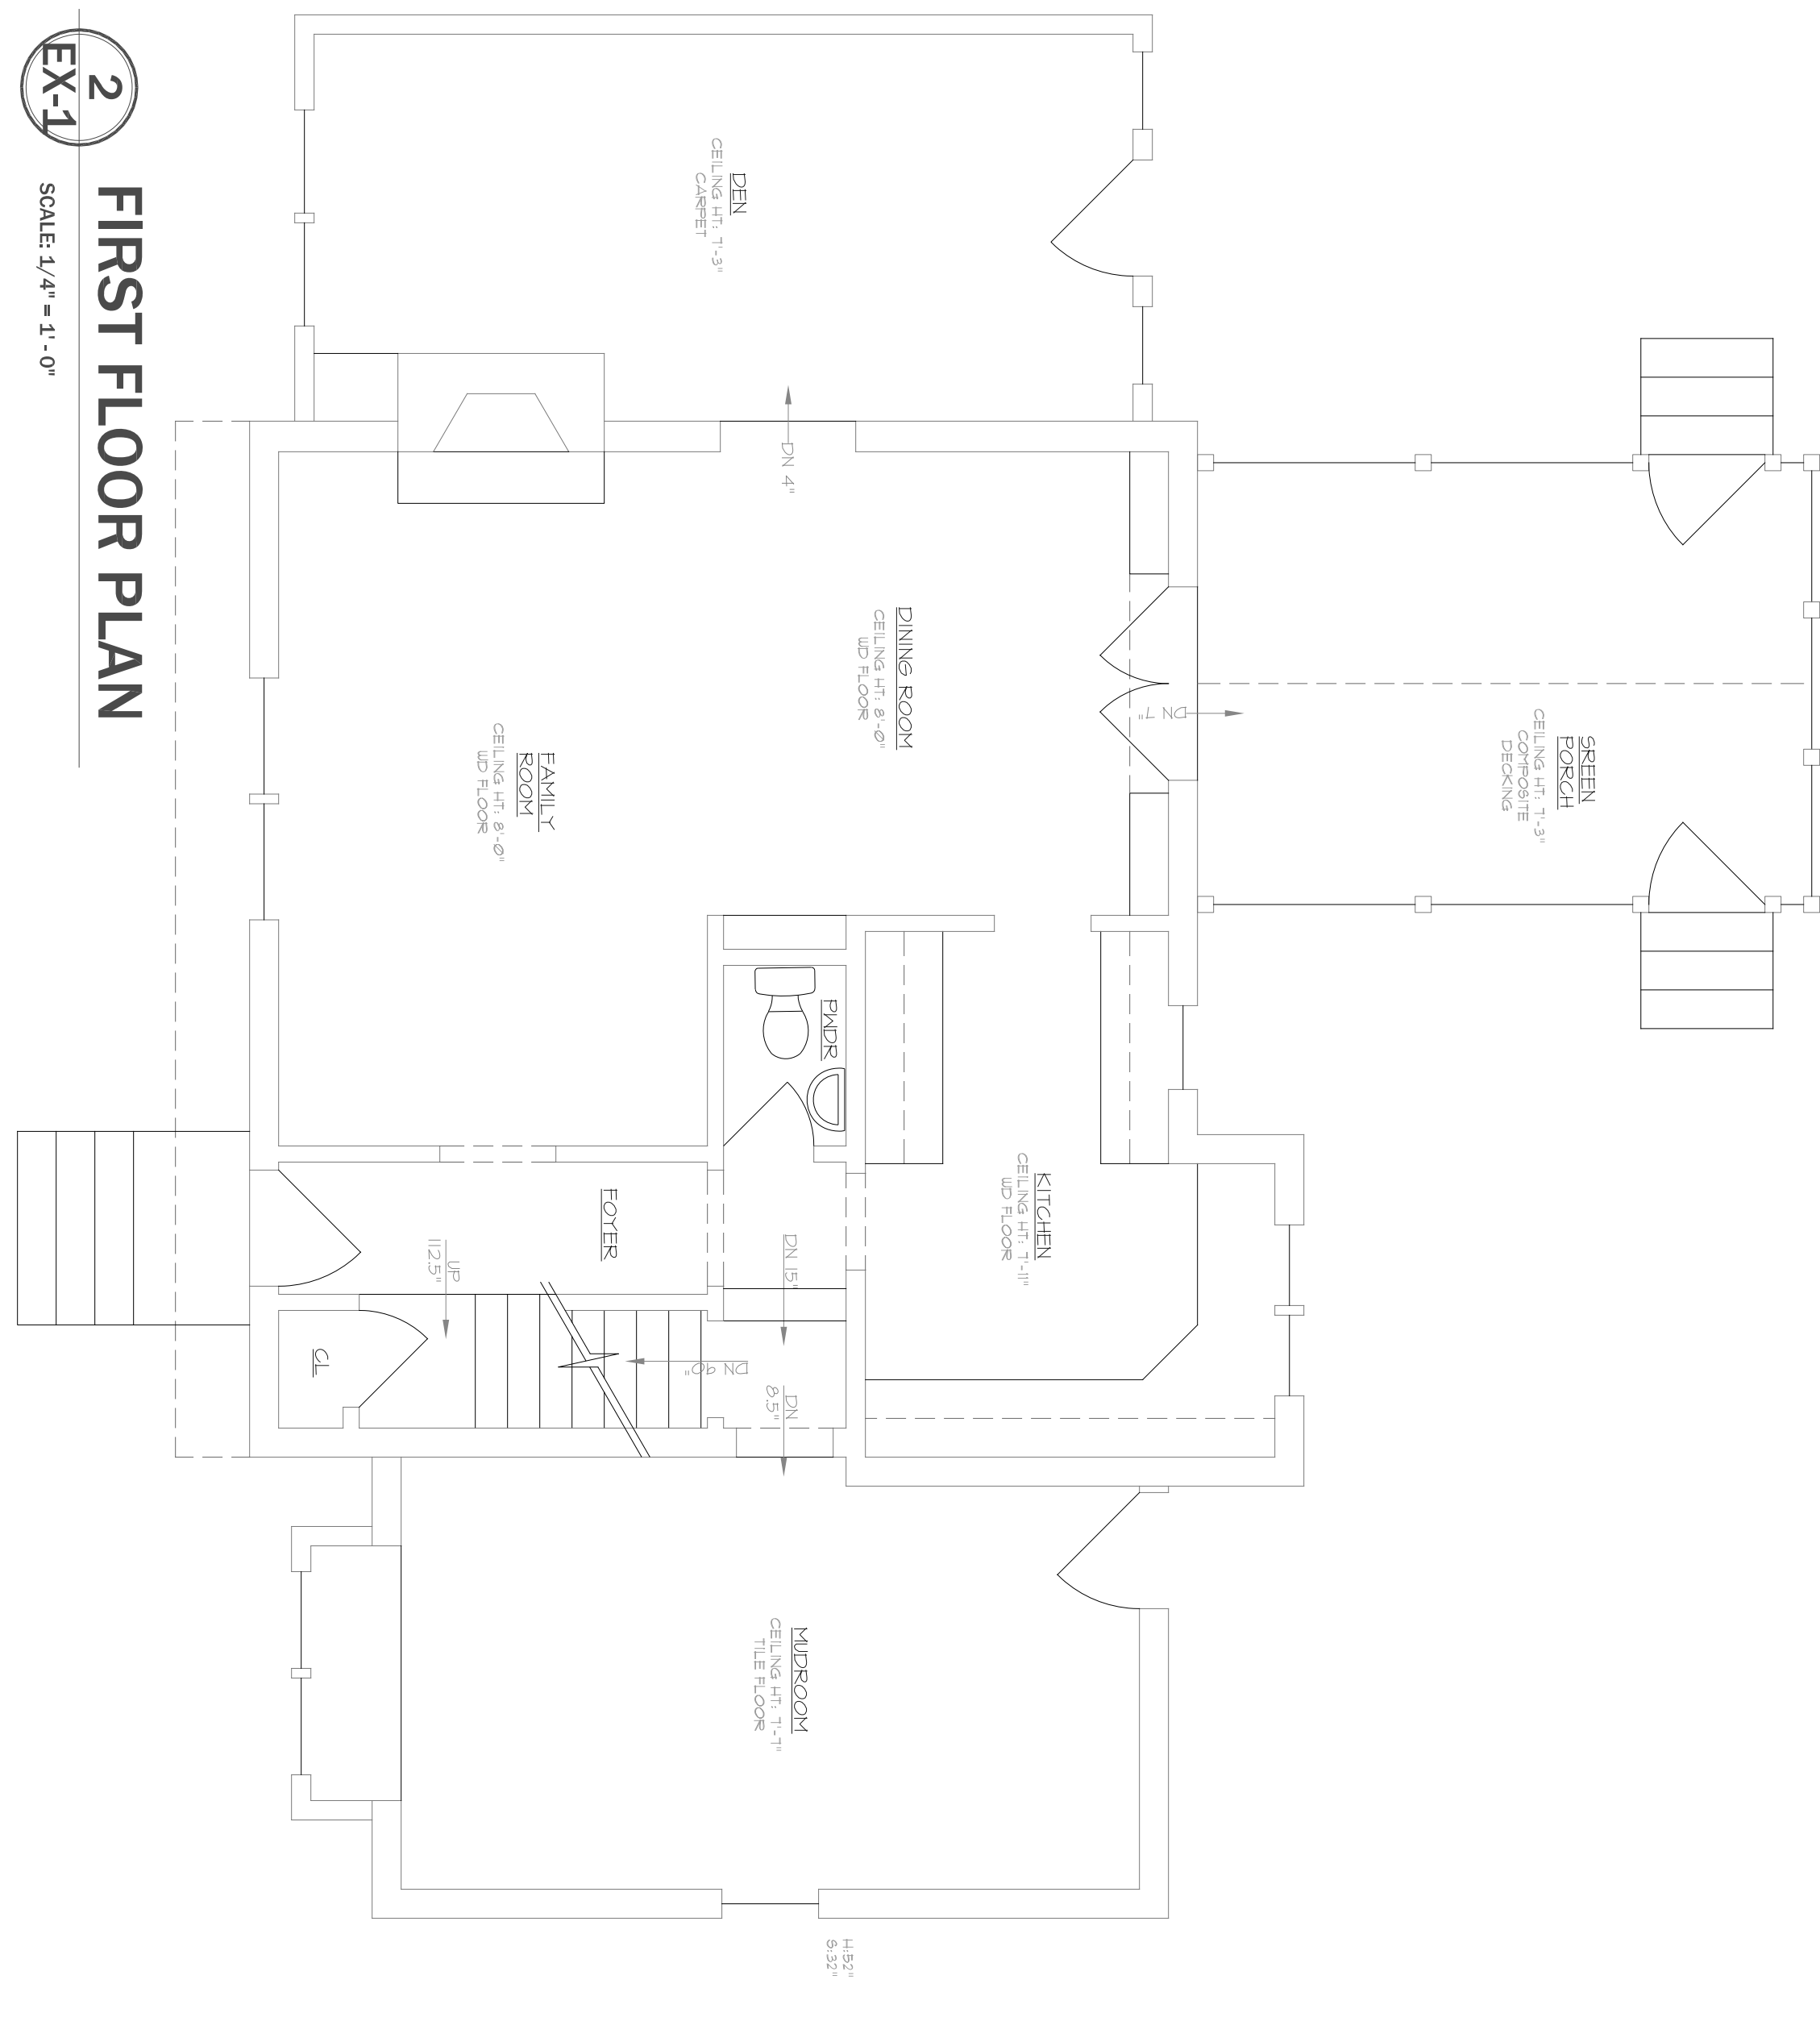 2
EX-1
FIRST FLOOR PLAN
SCALE: 1/4" = 1' - 0"
DEN
CEILING HT: 7'-3"
CARPET
DN 4"
DINING ROOM
CEILING HT: 8'-0"
WD FLOOR
FAMILY
ROOM
CEILING HT: 8'-0"
WD FLOOR
DN 7"
SREEN
PORCH
CEILING HT: 7'-3"
COMPOSITE
DECKING
PWDR
KITCHEN
CEILING HT: 7'-11"
WD FLOOR
FOYER
UP
112.5"
DN 15"
DN 90"
DN
8.5"
CL
MUDROOM
CEILING HT: 7'-7"
TILE FLOOR
H:52"
S:32"